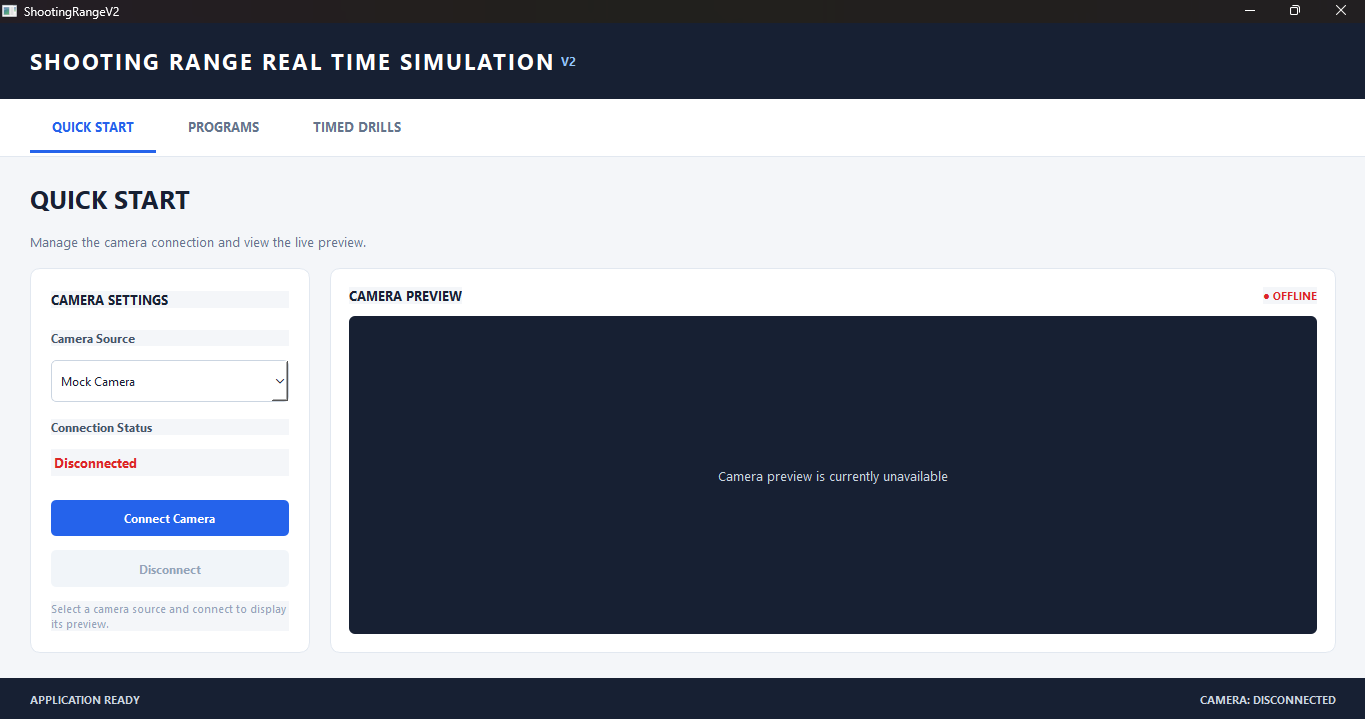 ShootingRangeV2
SHOOTING RANGE REAL TIME SIMULATION V2
QUICK START
PROGRAMS
TIMED DRILLS
QUICK START
Manage the camera connection and view the live preview.
CAMERA SETTINGS
Camera Source
Mock Camera
Connection Status
Disconnected
Connect Camera
Disconnect
Select a camera source and connect to display
its preview.
CAMERA PREVIEW
● OFFLINE
Camera preview is currently unavailable
APPLICATION READY
CAMERA: DISCONNECTED